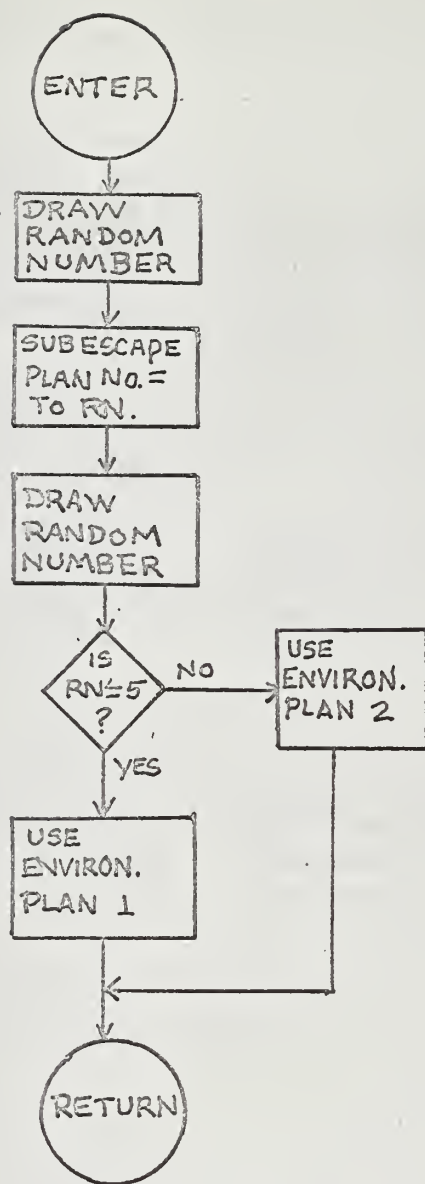 ENTER
DRAW
RANDOM
NUMBER
SUBESCAPE
PLAN NO. =
TO RN.
DRAW
RANDOM
NUMBER
IS
RN≤5
?
NO
USE
ENVIRON.
PLAN 2
YES
USE
ENVIRON.
PLAN 1
RETURN